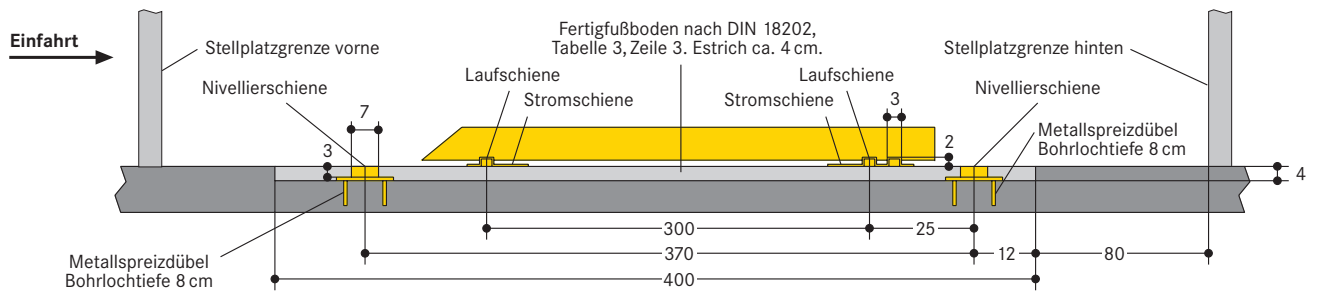 Einfahrt
Stellplatzgrenze vorne
Fertigfußboden nach DIN 18202,
Tabelle 3, Zeile 3. Estrich ca. 4 cm.
Stellplatzgrenze hinten
Nivellierschiene
Laufschiene
Stromschiene
Laufschiene
Stromschiene
Nivellierschiene
7
3
3
2
Metallspreizdübel
Bohrlochtiefe 8 cm
4
300
25
370
12
80
400
Metallspreizdübel
Bohrlochtiefe 8 cm